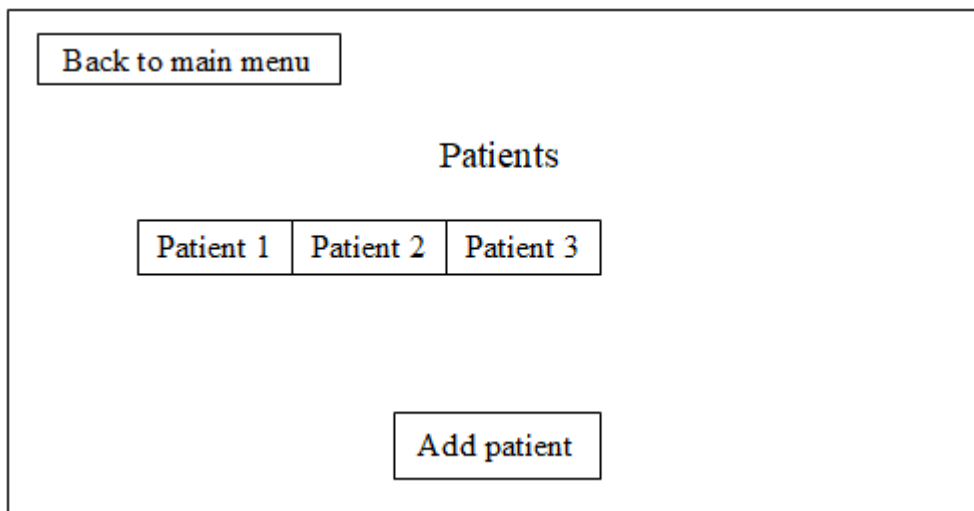 Back to main menu
Patients
Patient 1 Patient 2 Patient 3
Add patient